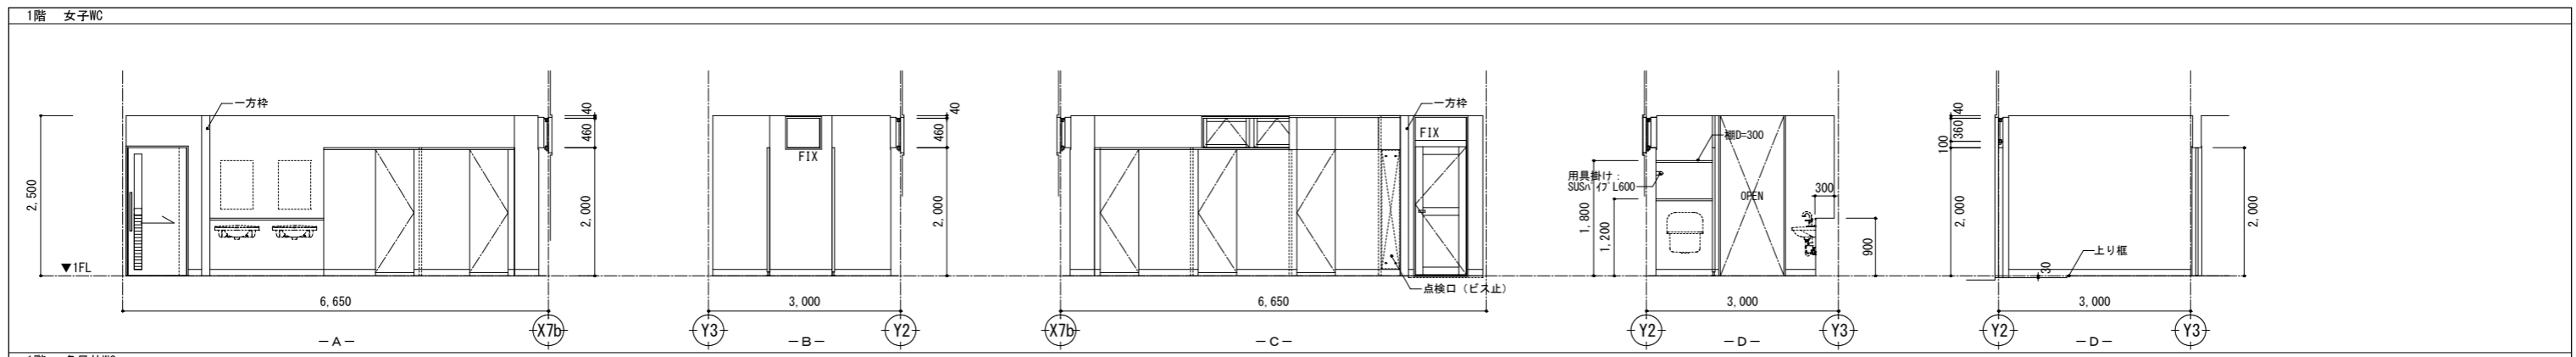 1階 女子WC
一方枠
40
460
2,500
2,000
▼1FL
6,650
X7b
－A－
40
460
FIX
2,000
3,000
Y3
Y2
－B－
一方枠
FIX
点検口（ビス止）
6,650
X7b
－C－
棚D=300
用具掛け：
SUSパイプL600
OPEN
300
1,800
1,200
900
3,000
Y2
Y3
－D－
40
360
100
2,000
2,000
上り框
30
3,000
Y2
Y3
－D－